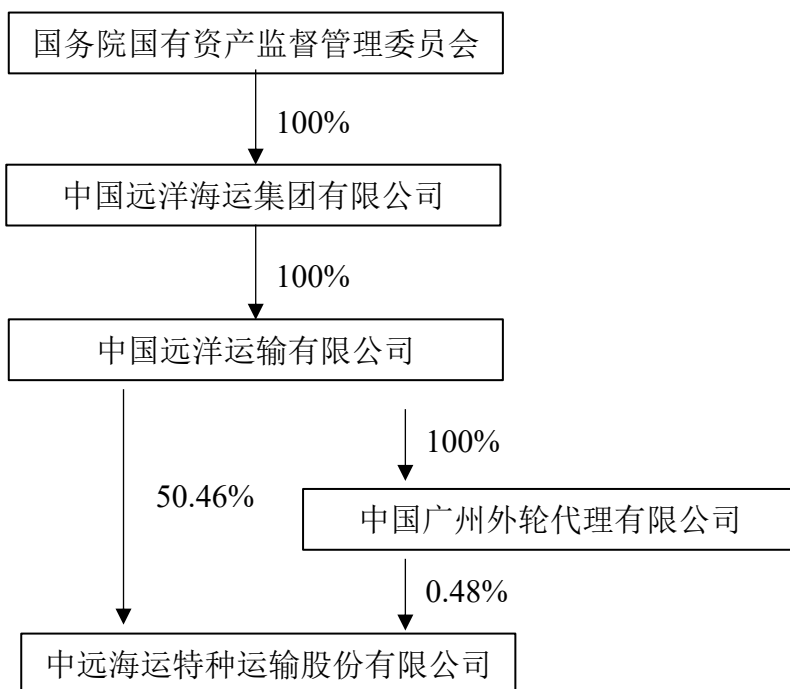 国务院国有资产监督管理委员会
100%
中国远洋海运集团有限公司
100%
中国远洋运输有限公司
100%
50.46%
中国广州外轮代理有限公司
0.48%
中远海运特种运输股份有限公司